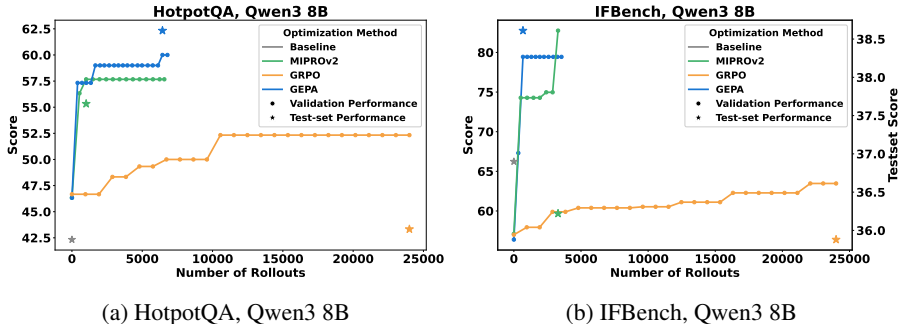 HotpotQA, Qwen3 8B
Score
62.5
60.0
57.5
55.0
52.5
50.0
47.5
45.0
42.5
0
5000
10000
15000
20000
25000
Number of Rollouts
Optimization Method
Baseline
MIPROv2
GRPO
GEPA
Validation Performance
Test-set Performance
(a) HotpotQA, Qwen3 8B
IFBench, Qwen3 8B
Score
80
75
70
65
60
0
5000
10000
15000
20000
25000
Number of Rollouts
Optimization Method
Baseline
MIPROv2
GRPO
GEPA
Validation Performance
Test-set Performance
38.5
38.0
37.5
37.0
36.5
36.0
Testset Score
(b) IFBench, Qwen3 8B